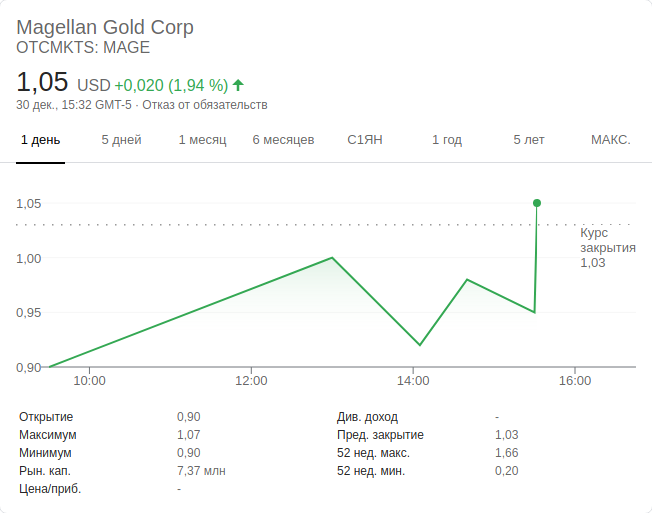 Magellan Gold Corp
OTCMKTS: MAGE
1,05 USD +0,020 (1,94 %)
30 дек., 15:32 GMT-5 · Отказ от обязательств
1 день 5 дней 1 месяц 6 месяцев С1ЯН 1 год 5 лет МАКС.
1,05
Курс
закрытия
1,03
1,00
0,95
0,90
10:00 12:00 14:00 16:00
Открытие 0,90 Див. доход -
Максимум 1,07 Пред. закрытие 1,03
Минимум 0,90 52 нед. макс. 1,66
Рын. кап. 7,37 млн 52 нед. мин. 0,20
Цена/приб. -